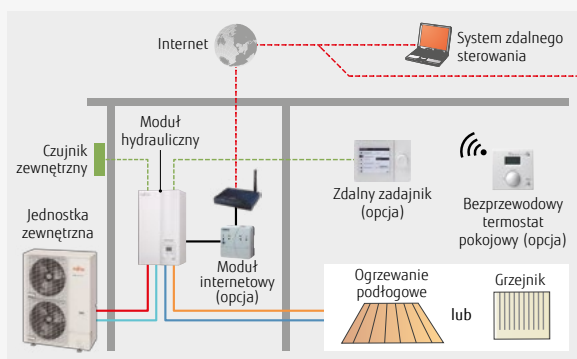 Internet
System zdalnego
sterowania
Moduł
hydrauliczny
Czujnik
zewnętrzny
Zdalny zadajnik
(opcja)
Bezprzewodowy
termostat
pokojowy (opcja)
Jednostka
zewnętrzna
Moduł
internetowy
(opcja)
Ogrzewanie
podłogowe
lub
Grzejnik